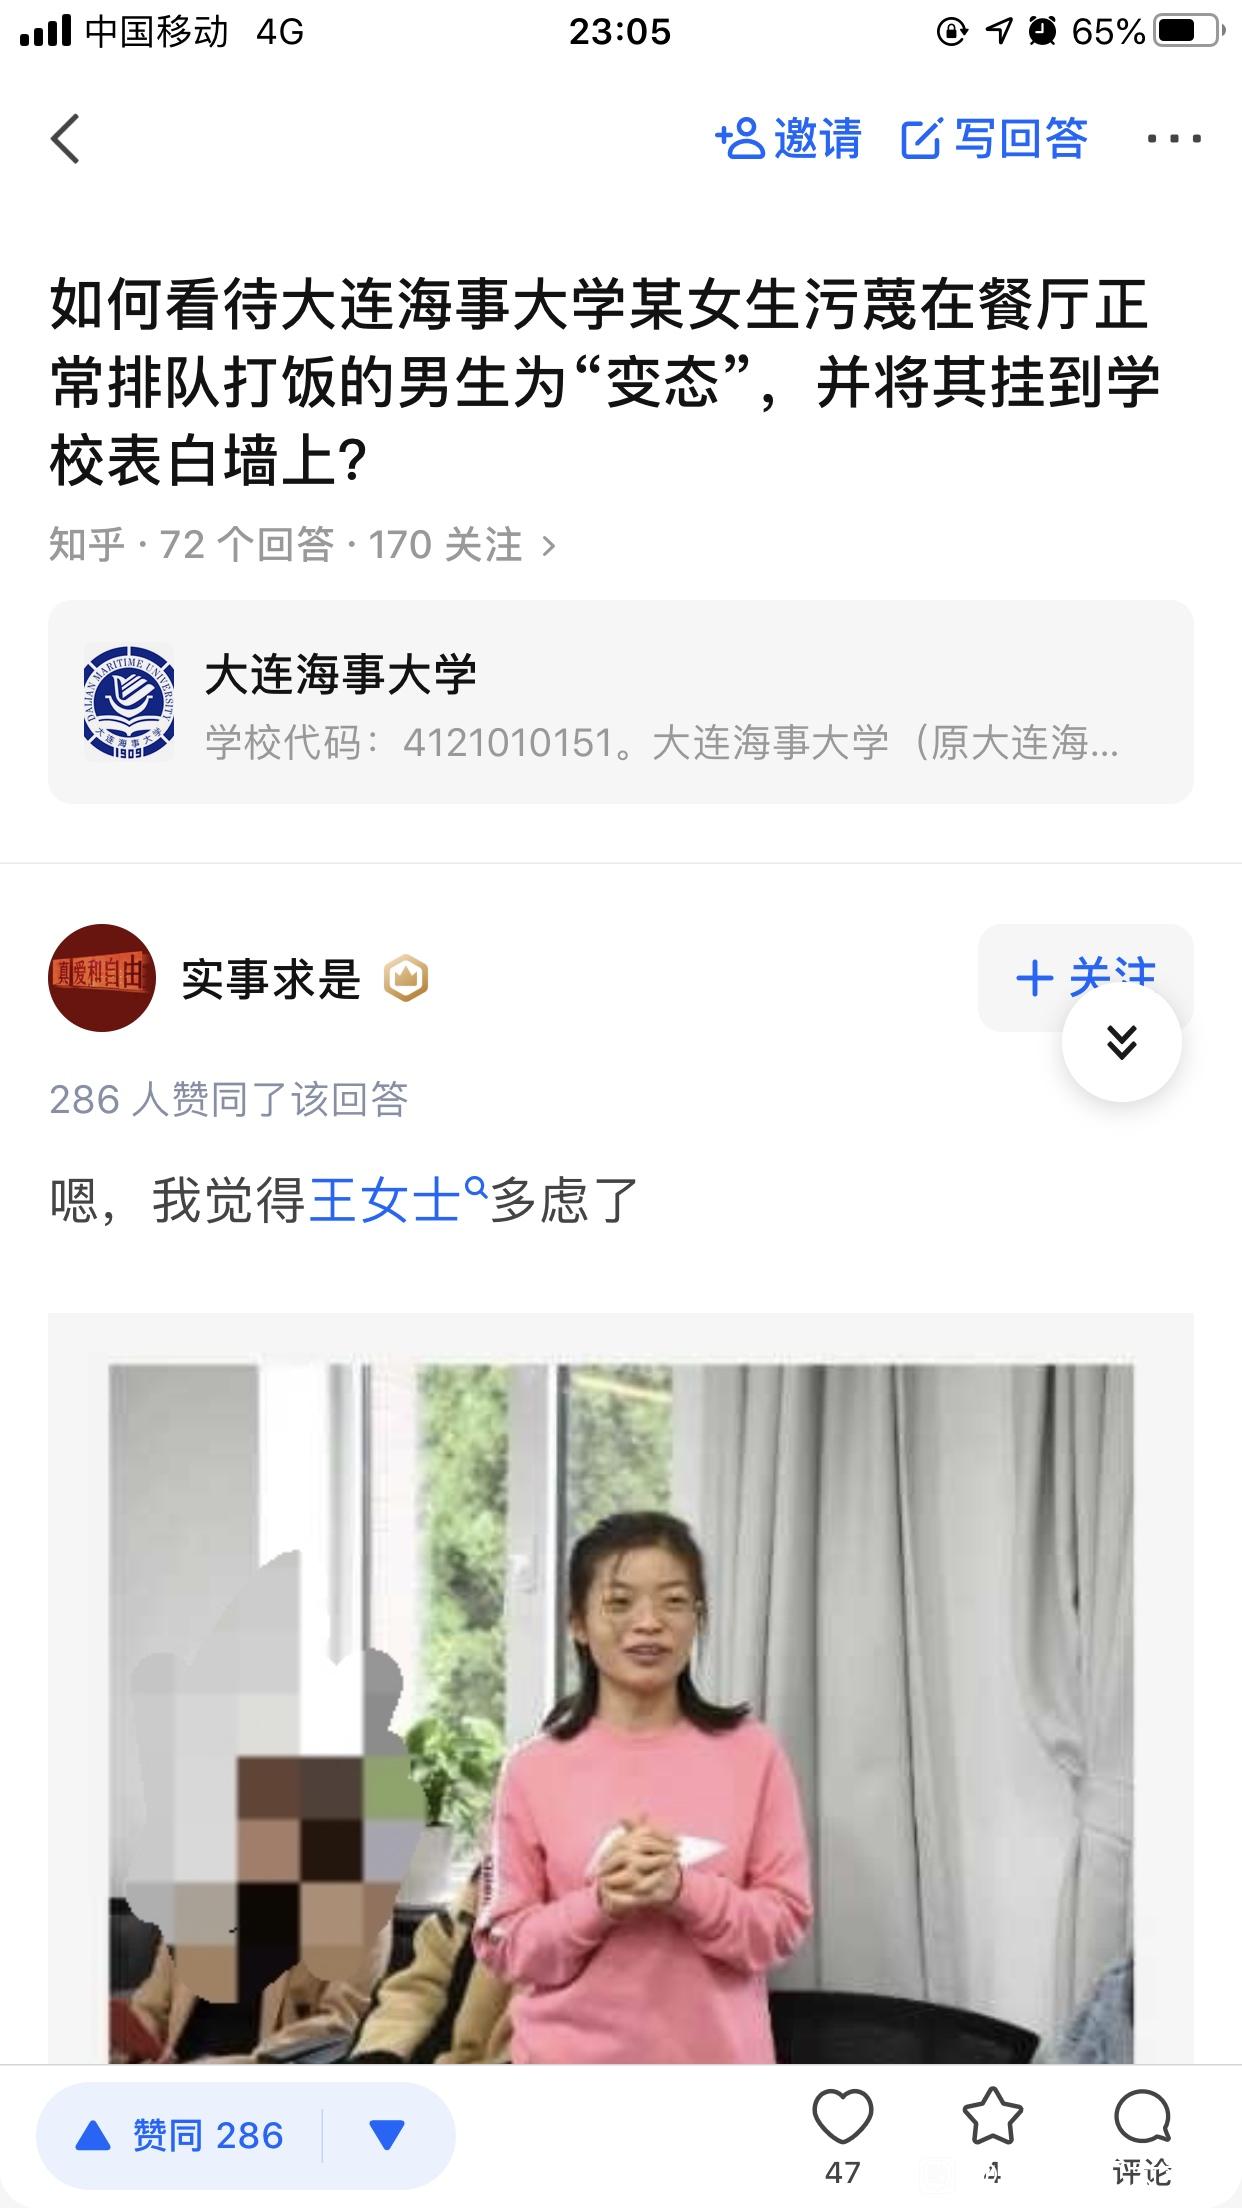 中国移动 4G 23:05 65%
邀请 写回答
如何看待大连海事大学某女生污蔑在餐厅正
常排队打饭的男生为“变态”，并将其挂到学
校表白墙上?
知乎 · 72 个回答 · 170 关注
DALIAN MARITIME UNIVERSITY
大连海事大学
1909
大连海事大学
学校代码：4121010151。大连海事大学（原大连海...
真爱和自由
实事求是
关注
286 人赞同了该回答
嗯，我觉得王女士多虑了
赞同 286
47
4
评论